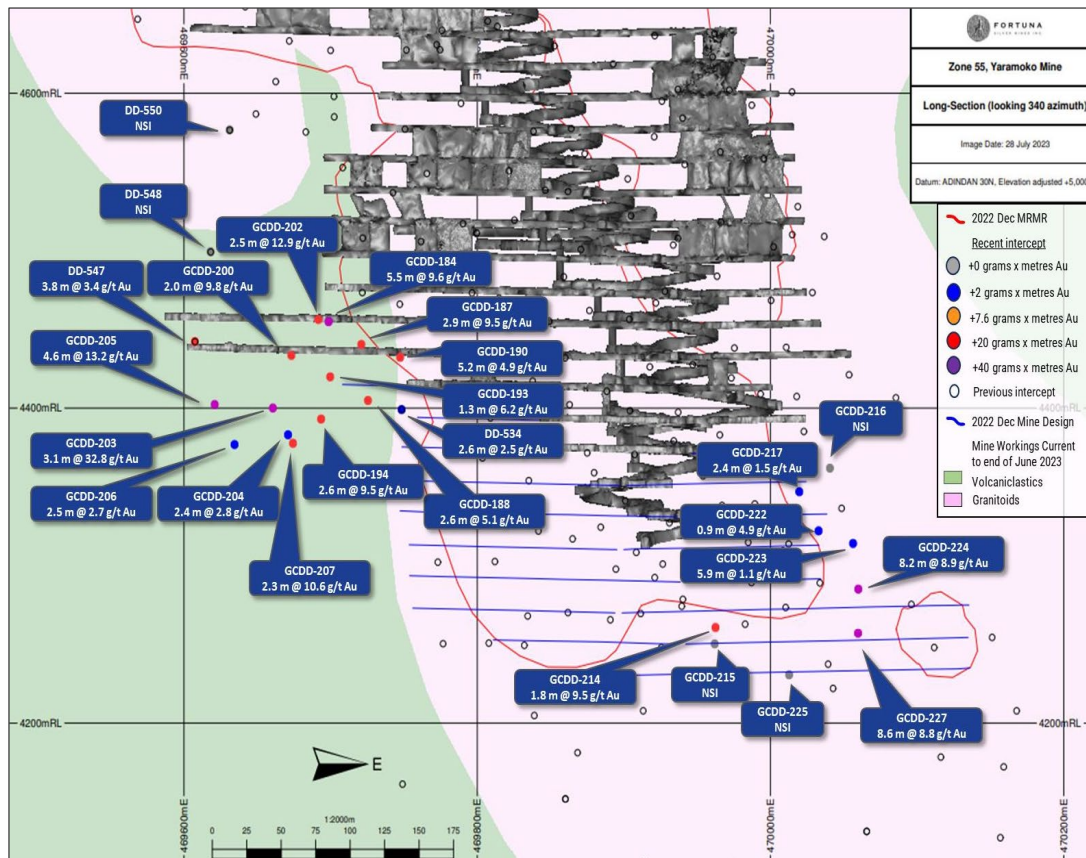 FORTUNA
SILVER MINES INC
Zone 55, Yaramoko Mine
Long-Section (looking 340 azimuth)
Image Date: 28 July 2023
Datum: ADINDAN 30N, Elevation adjusted +5,000
2022 Dec MRMR
Recent intercept
+0 grams x metres Au
+2 grams x metres Au
+7.6 grams x metres Au
+20 grams x metres Au
+40 grams x metres Au
Previous intercept
2022 Dec Mine Design
Mine Workings Current
to end of June 2023
Volcaniclastics
Granitoids
469600mE
470000mE
4600mRL
4600mRL
DD-550
NSI
DD-548
NSI
GCDD-202
2.5 m @ 12.9 g/t Au
GCDD-184
5.5 m @ 9.6 g/t Au
DD-547
3.8 m @ 3.4 g/t Au
GCDD-200
2.0 m @ 9.8 g/t Au
GCDD-187
2.9 m @ 9.5 g/t Au
GCDD-205
4.6 m @ 13.2 g/t Au
GCDD-190
5.2 m @ 4.9 g/t Au
GCDD-193
1.3 m @ 6.2 g/t Au
4400mRL
4400mRL
GCDD-216
NSI
GCDD-203
3.1 m @ 32.8 g/t Au
DD-534
2.6 m @ 2.5 g/t Au
GCDD-217
2.4 m @ 1.5 g/t Au
GCDD-194
2.6 m @ 9.5 g/t Au
GCDD-206
2.5 m @ 2.7 g/t Au
GCDD-204
2.4 m @ 2.8 g/t Au
GCDD-188
2.6 m @ 5.1 g/t Au
GCDD-222
0.9 m @ 4.9 g/t Au
GCDD-223
5.9 m @ 1.1 g/t Au
GCDD-224
8.2 m @ 8.9 g/t Au
GCDD-207
2.3 m @ 10.6 g/t Au
GCDD-214
1.8 m @ 9.5 g/t Au
GCDD-215
NSI
GCDD-225
NSI
GCDD-227
8.6 m @ 8.8 g/t Au
4200mRL
4200mRL
E
1:2000m
0 25 50 75 100 125 150 175
469600mE
469800mE
470000mE
470200mE